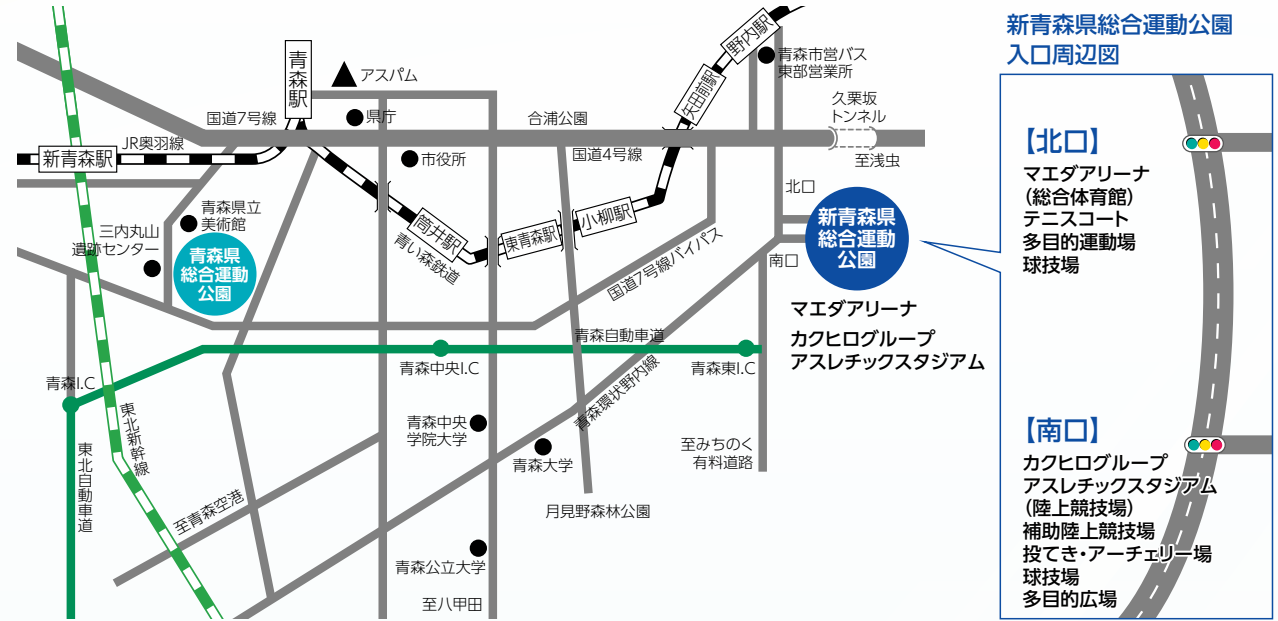 新青森県総合運動公園
入口周辺図
【北口】
マエダアリーナ
(総合体育館)
テニスコート
多目的運動場
球技場
【南口】
カクヒログループ
アスレチックスタジアム
(陸上競技場)
補助陸上競技場
投てき・アーチェリー場
球技場
多目的広場
青森駅
アスパム
県庁
国道7号線
JR奥羽線
新青森駅
市役所
合浦公園
国道4号線
矢田前駅
野内駅
青森市営バス
東部営業所
久栗坂
トンネル
至浅虫
北口
新青森県
総合運動
公園
南口
マエダアリーナ
カクヒログループ
アスレチックスタジアム
青森県立
美術館
三内丸山
遺跡センター
青森県
総合運動
公園
筒井駅
青い森鉄道
東青森駅
小柳駅
国道7号線バイパス
青森自動車道
青森I.C
青森中央I.C
青森東I.C
東北新幹線
東北自動車道
青森環状野内線
青森中央
学院大学
青森大学
至みちのく
有料道路
至青森空港
月見野森林公園
青森公立大学
至八甲田